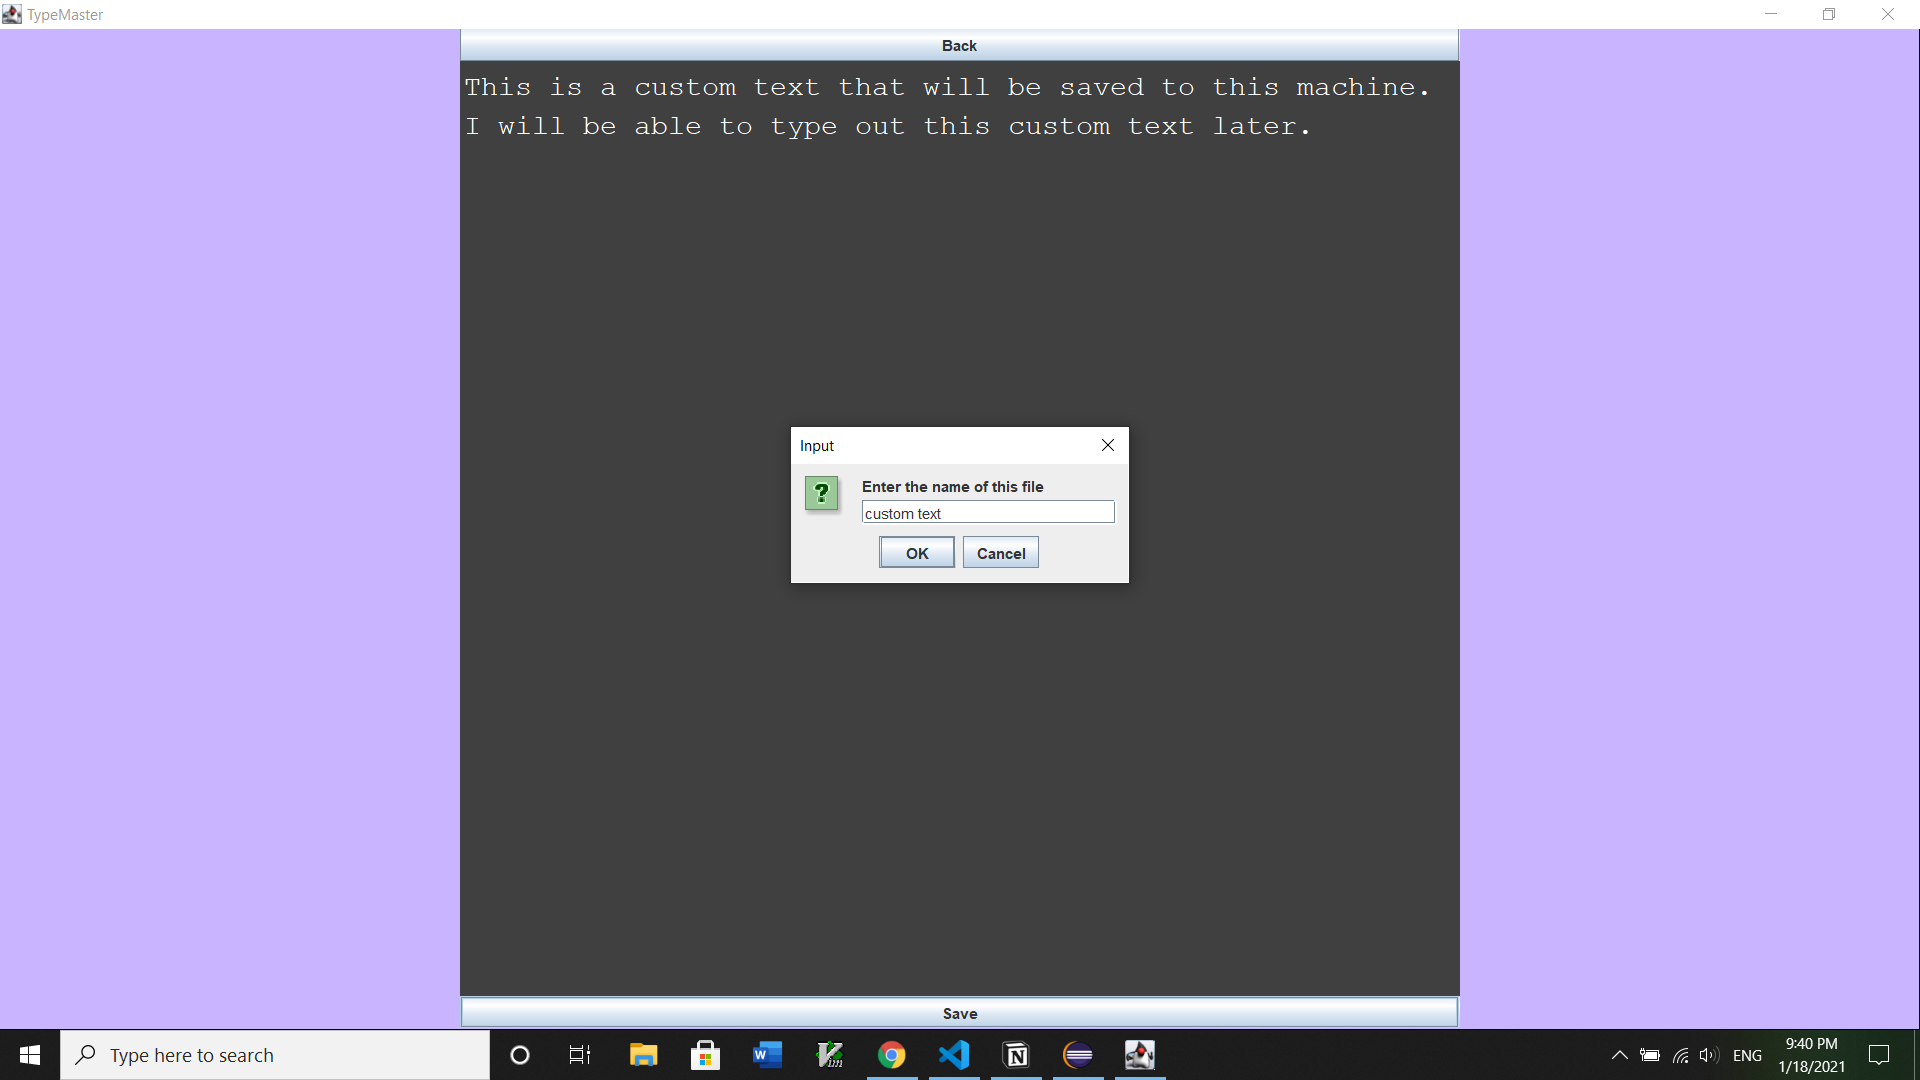 TypeMaster
Back
This is a custom text that will be saved to this machine.
I will be able to type out this custom text later.
Input
?
Enter the name of this file
custom text
OK
Cancel
Save
Type here to search
W
Vim
N
ENG
9:40 PM
1/18/2021